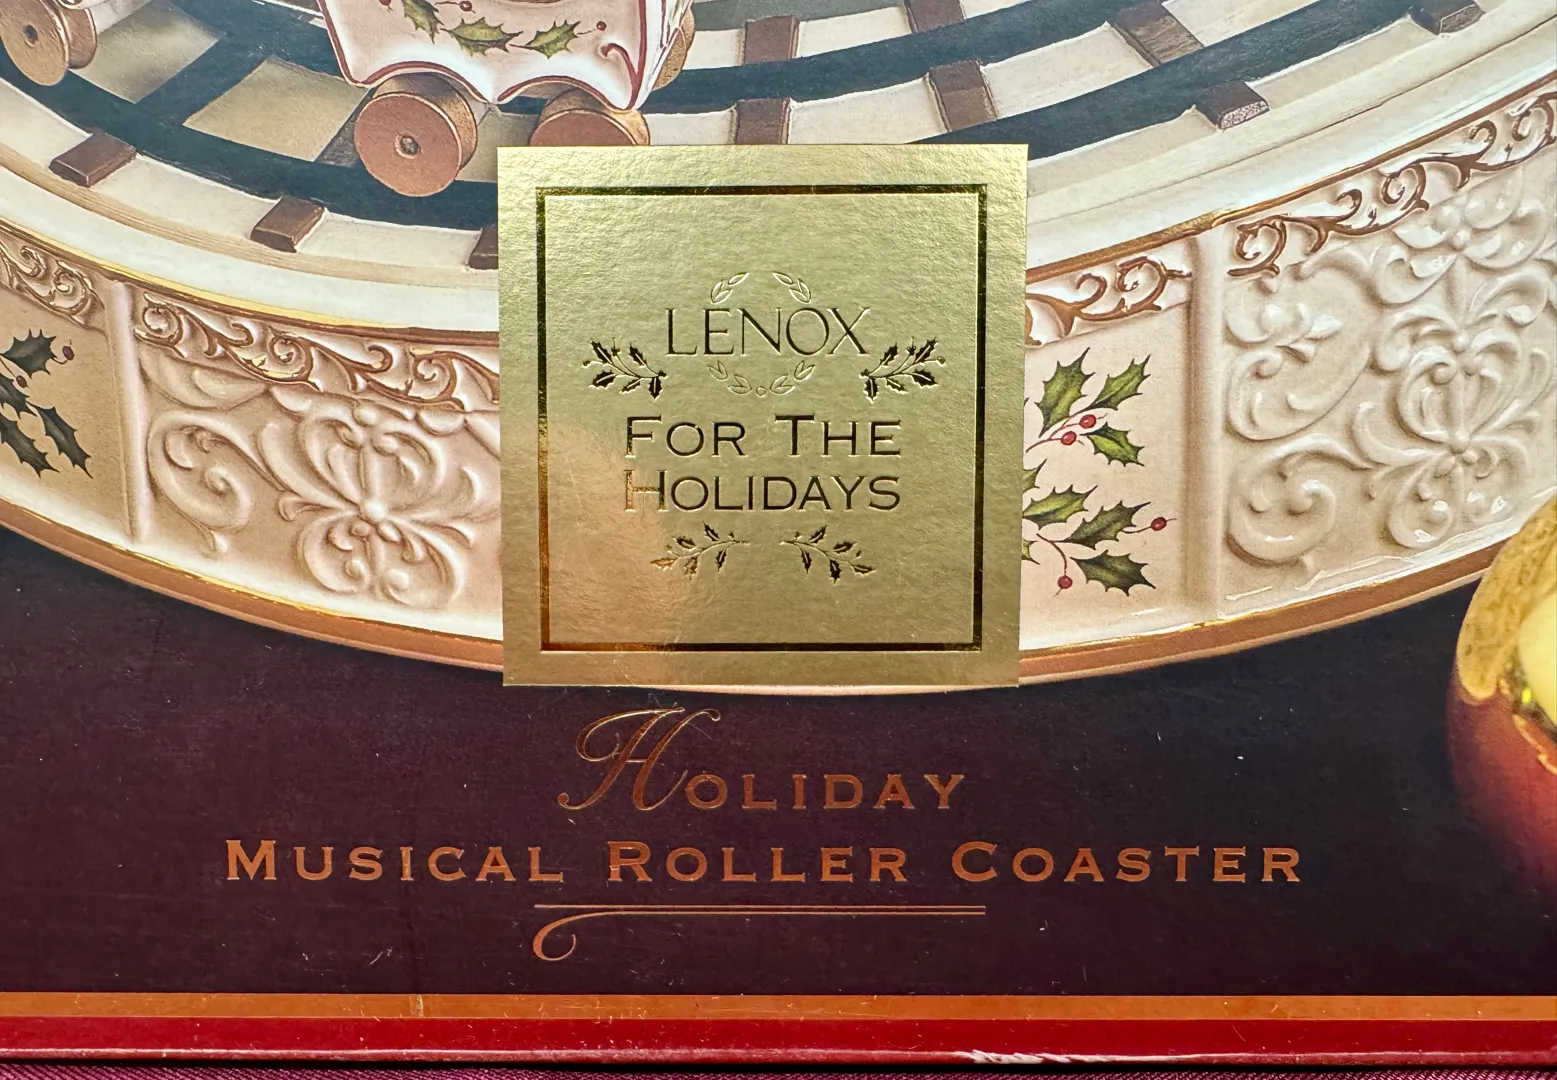 LENOX
FOR THE
HOLIDAYS
HOLIDAY
MUSICAL ROLLER COASTER